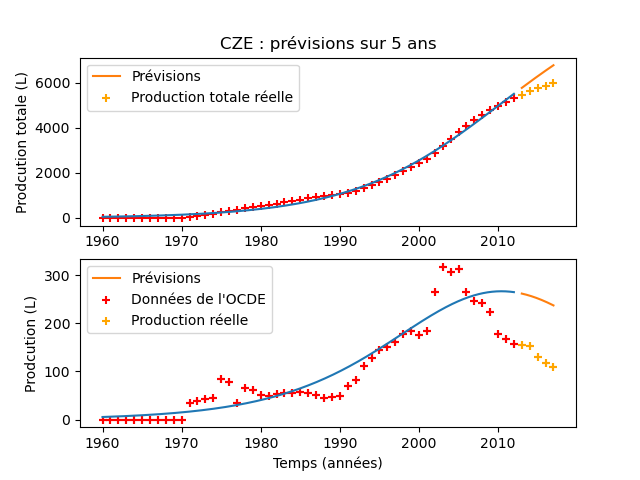 CZE : prévisions sur 5 ans
Prodcution totale (L)
6000
4000
2000
0
Prévisions
Production totale réelle
1960 1970 1980 1990 2000 2010
Prodcution (L)
300
200
100
0
Prévisions
Données de l'OCDE
Production réelle
1960 1970 1980 1990 2000 2010
Temps (années)